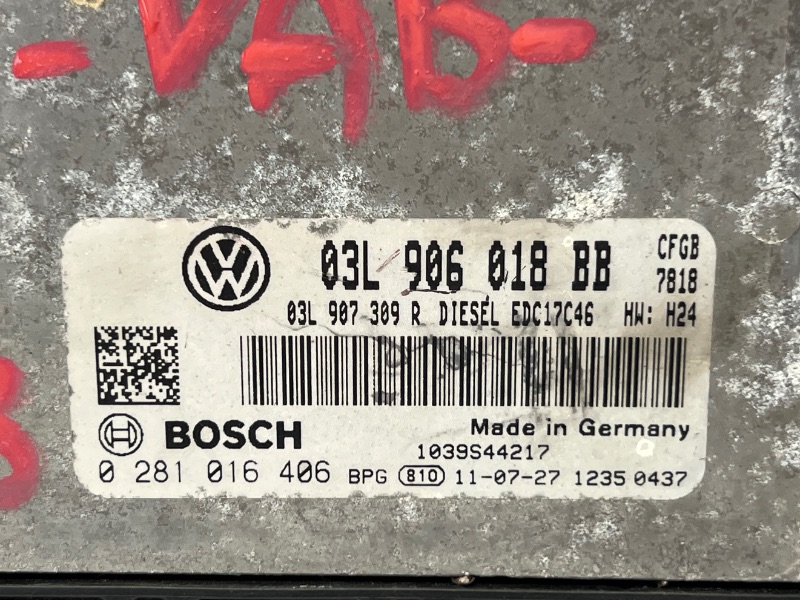 -VAB-
03L 906 018 BB CFGB
7818
03L 907 309 R DIESEL EDC17C46 HW: H24
BOSCH Made in Germany
1039S44217
0 281 016 406 BPG 810 11-07-27 1235 0437